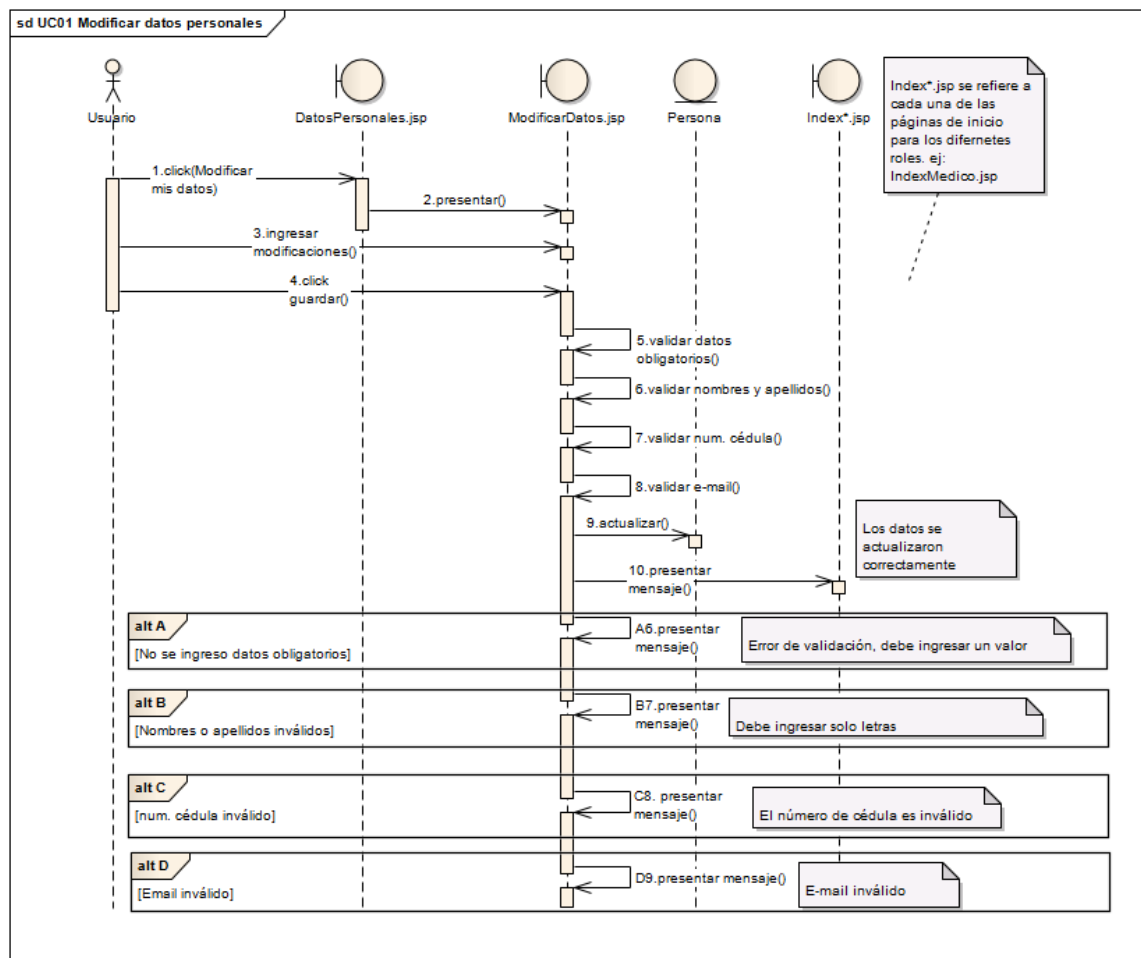 sd UC01 Modificar datos personales
Usuario
DatosPersonales.jsp
ModificarDatos.jsp
Persona
Index*.jsp
Index*.jsp se refiere a
cada una de las
páginas de inicio
para los difernetes
roles. ej:
IndexMedico.jsp
1.click(Modificar
mis datos)
2.presentar()
3.ingresar
modificaciones()
4.click
guardar()
5.validar datos
obligatorios()
6.validar nombres y apellidos()
7.validar num. cédula()
8.validar e-mail()
9.actualizar()
Los datos se
actualizaron
correctamente
10.presentar
mensaje()
alt A
[No se ingreso datos obligatorios]
A6.presentar
mensaje()
Error de validación, debe ingresar un valor
alt B
[Nombres o apellidos inválidos]
B7.presentar
mensaje()
Debe ingresar solo letras
alt C
[num. cédula inválido]
C8. presentar
mensaje()
El número de cédula es inválido
alt D
[Email inválido]
D9.presentar mensaje()
E-mail inválido